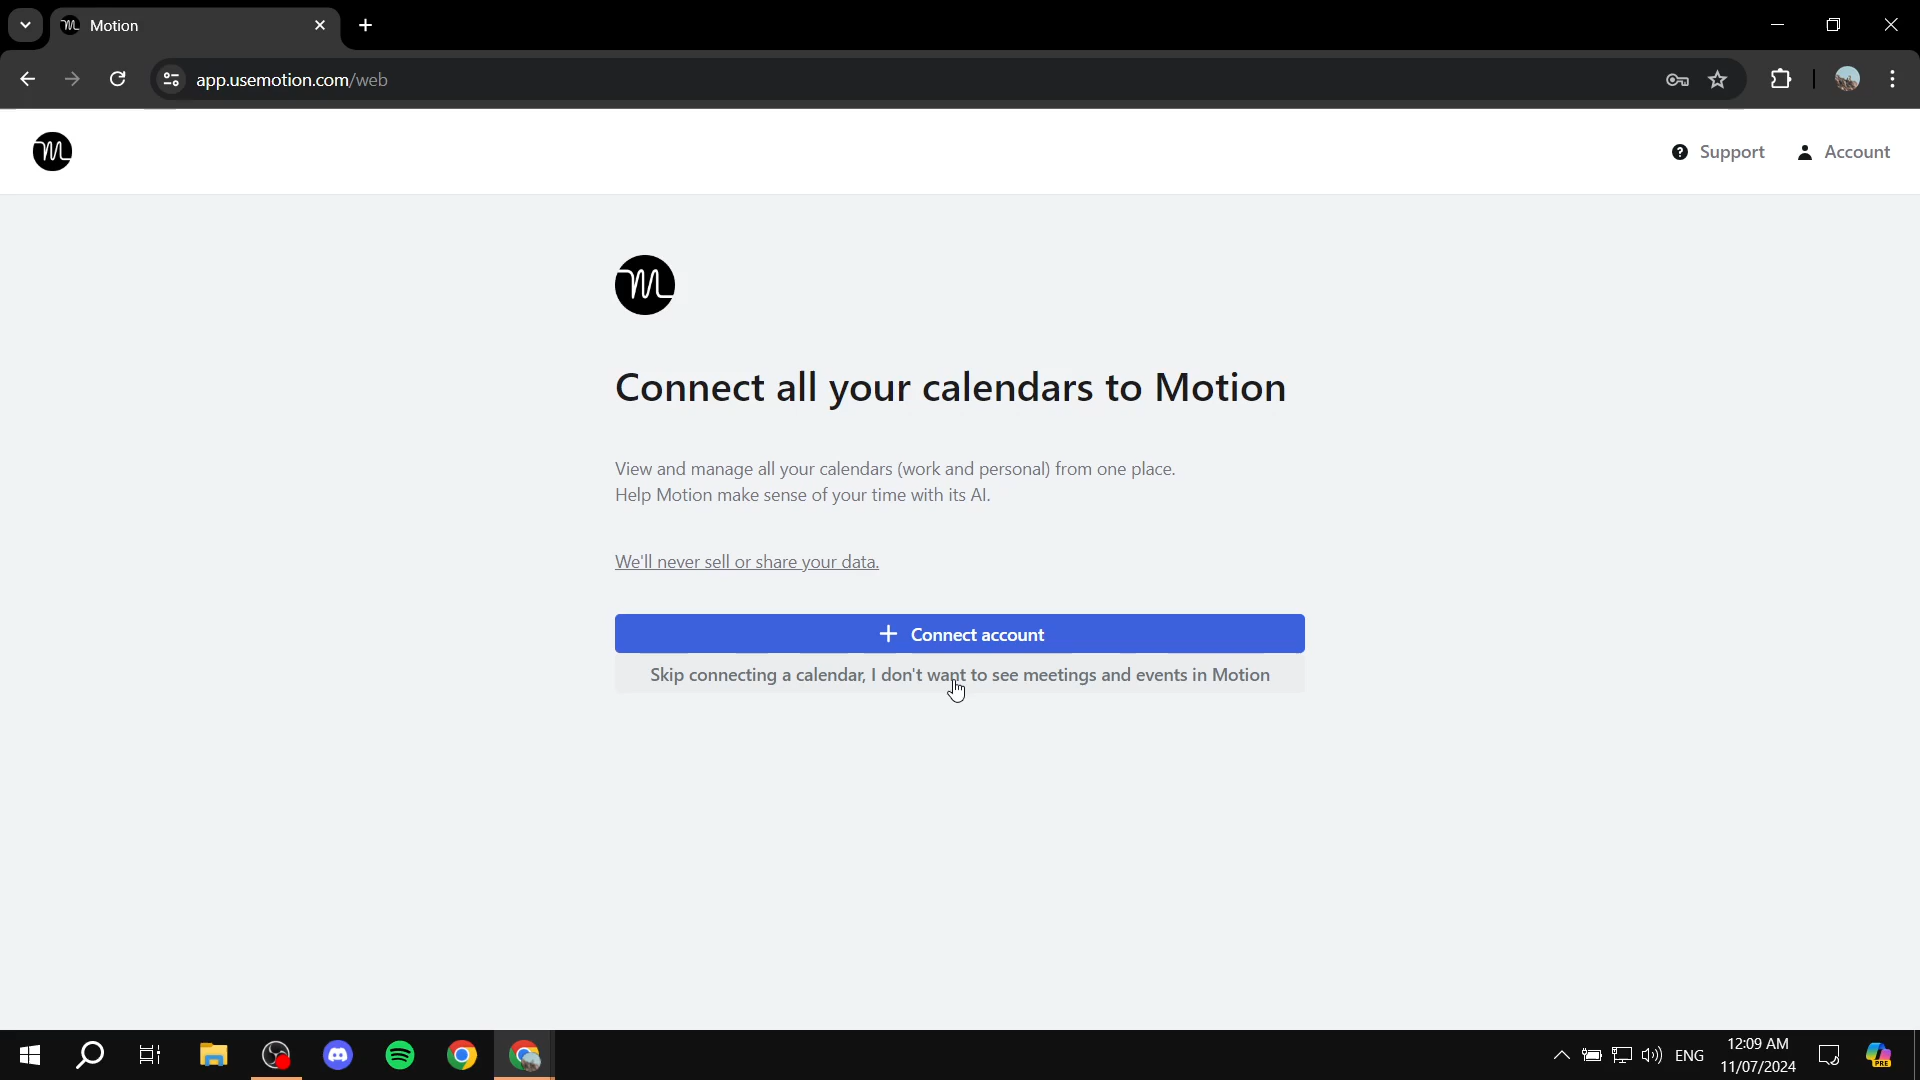 Motion
app.usemotion.com/web
Support
Account
Connect all your calendars to Motion
View and manage all your calendars (work and personal) from one place.
Help Motion make sense of your time with its AI.
We'll never sell or share your data.
Connect account
Skip connecting a calendar, I don't want to see meetings and events in Motion
ENG
12:09 AM
11/07/2024
PRE